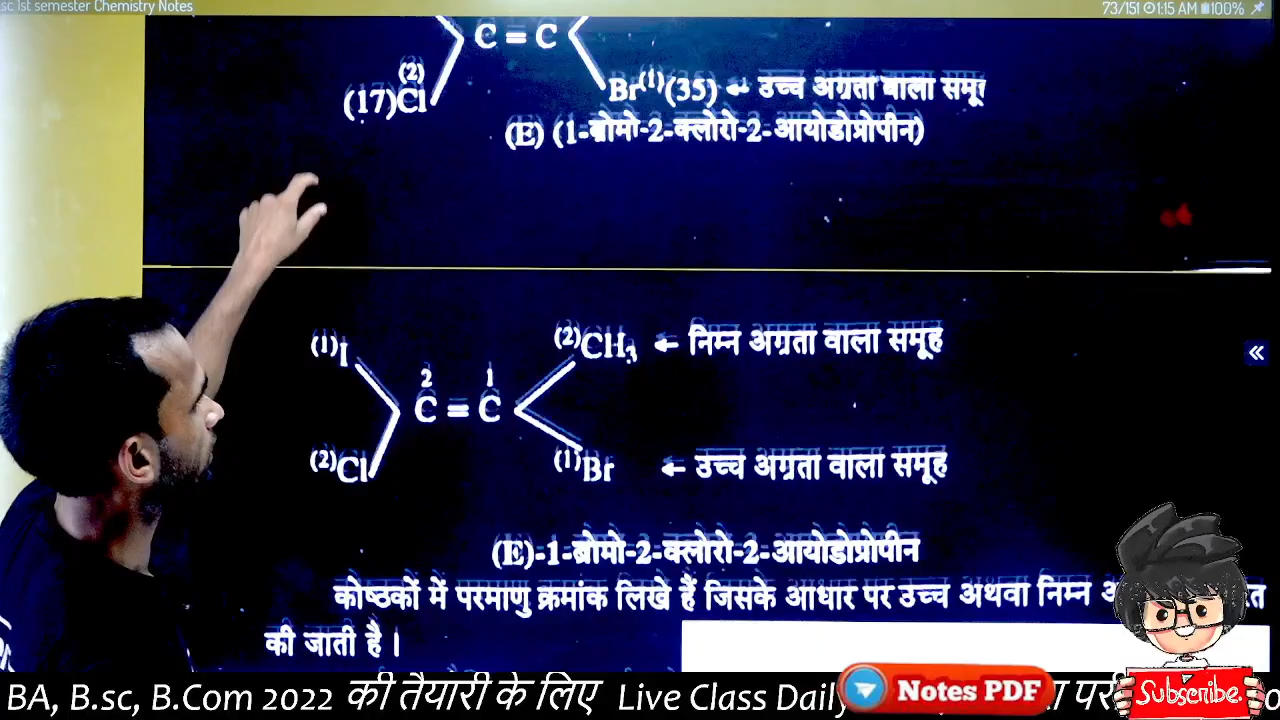 sc 1st semester Chemistry Notes
73/151 1:15 AM 100%
C = C
(2)
(17)Cl
Br(1)(35) ← उच्च अग्रता वाला समूह
(E) (1-ब्रोमो-2-क्लोरो-2-आयोडोप्रोपीन)
(1)I
(2)CH3 ← निम्न अग्रता वाला समूह
2 1
C = C
(2)Cl
(1)Br ← उच्च अग्रता वाला समूह
(E)-1-ब्रोमो-2-क्लोरो-2-आयोडोप्रोपीन
कोष्ठकों में परमाणु क्रमांक लिखे हैं जिसके आधार पर उच्च अथवा निम्न
की जाती है ।
BA, B.sc, B.Com 2022 की तैयारी के लिए Live Class Daily
Notes PDF
Subscribe.